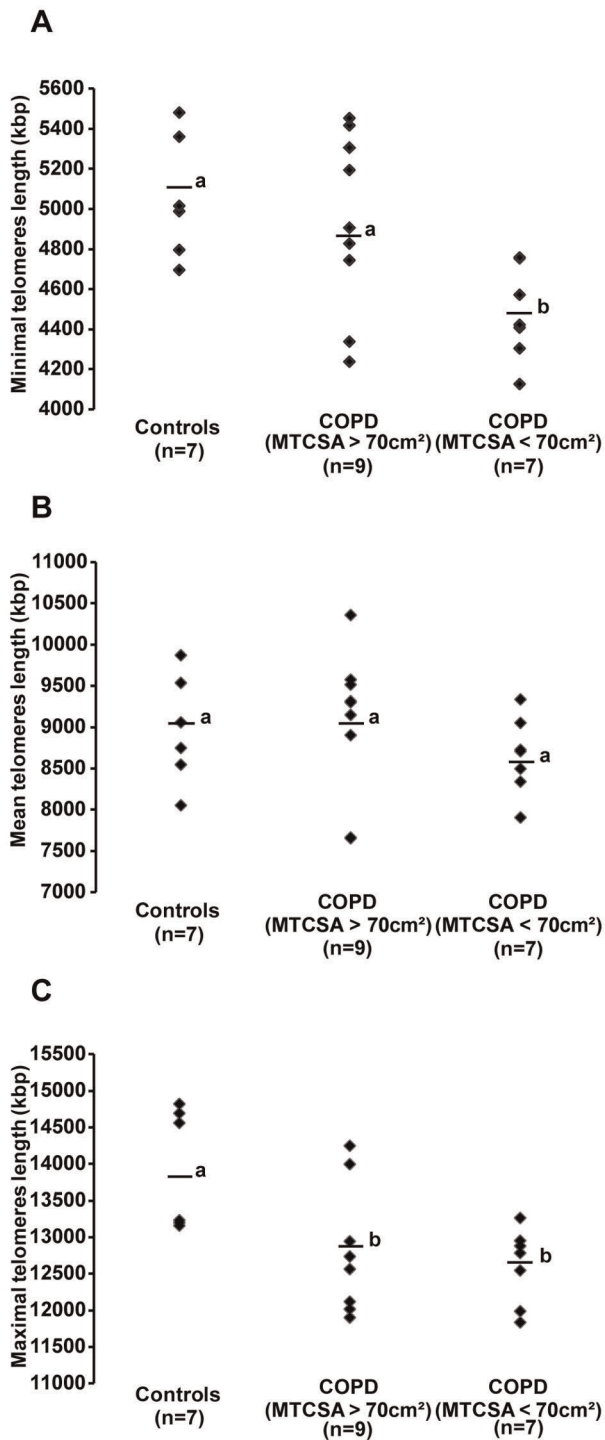 A
Minimal telomeres length (kbp)
5600
5400
5200
5000
4800
4600
4400
4200
4000
a
a
b
Controls
(n=7)
COPD
(MTCSA > 70cm²)
(n=9)
COPD
(MTCSA < 70cm²)
(n=7)
B
Mean telomeres length (kbp)
11000
10500
10000
9500
9000
8500
8000
7500
7000
a
a
a
Controls
(n=7)
COPD
(MTCSA > 70cm²)
(n=9)
COPD
(MTCSA < 70cm²)
(n=7)
C
Maximal telomeres length (kbp)
15500
15000
14500
14000
13500
13000
12500
12000
11500
11000
a
b
b
Controls
(n=7)
COPD
(MTCSA > 70cm²)
(n=9)
COPD
(MTCSA < 70cm²)
(n=7)